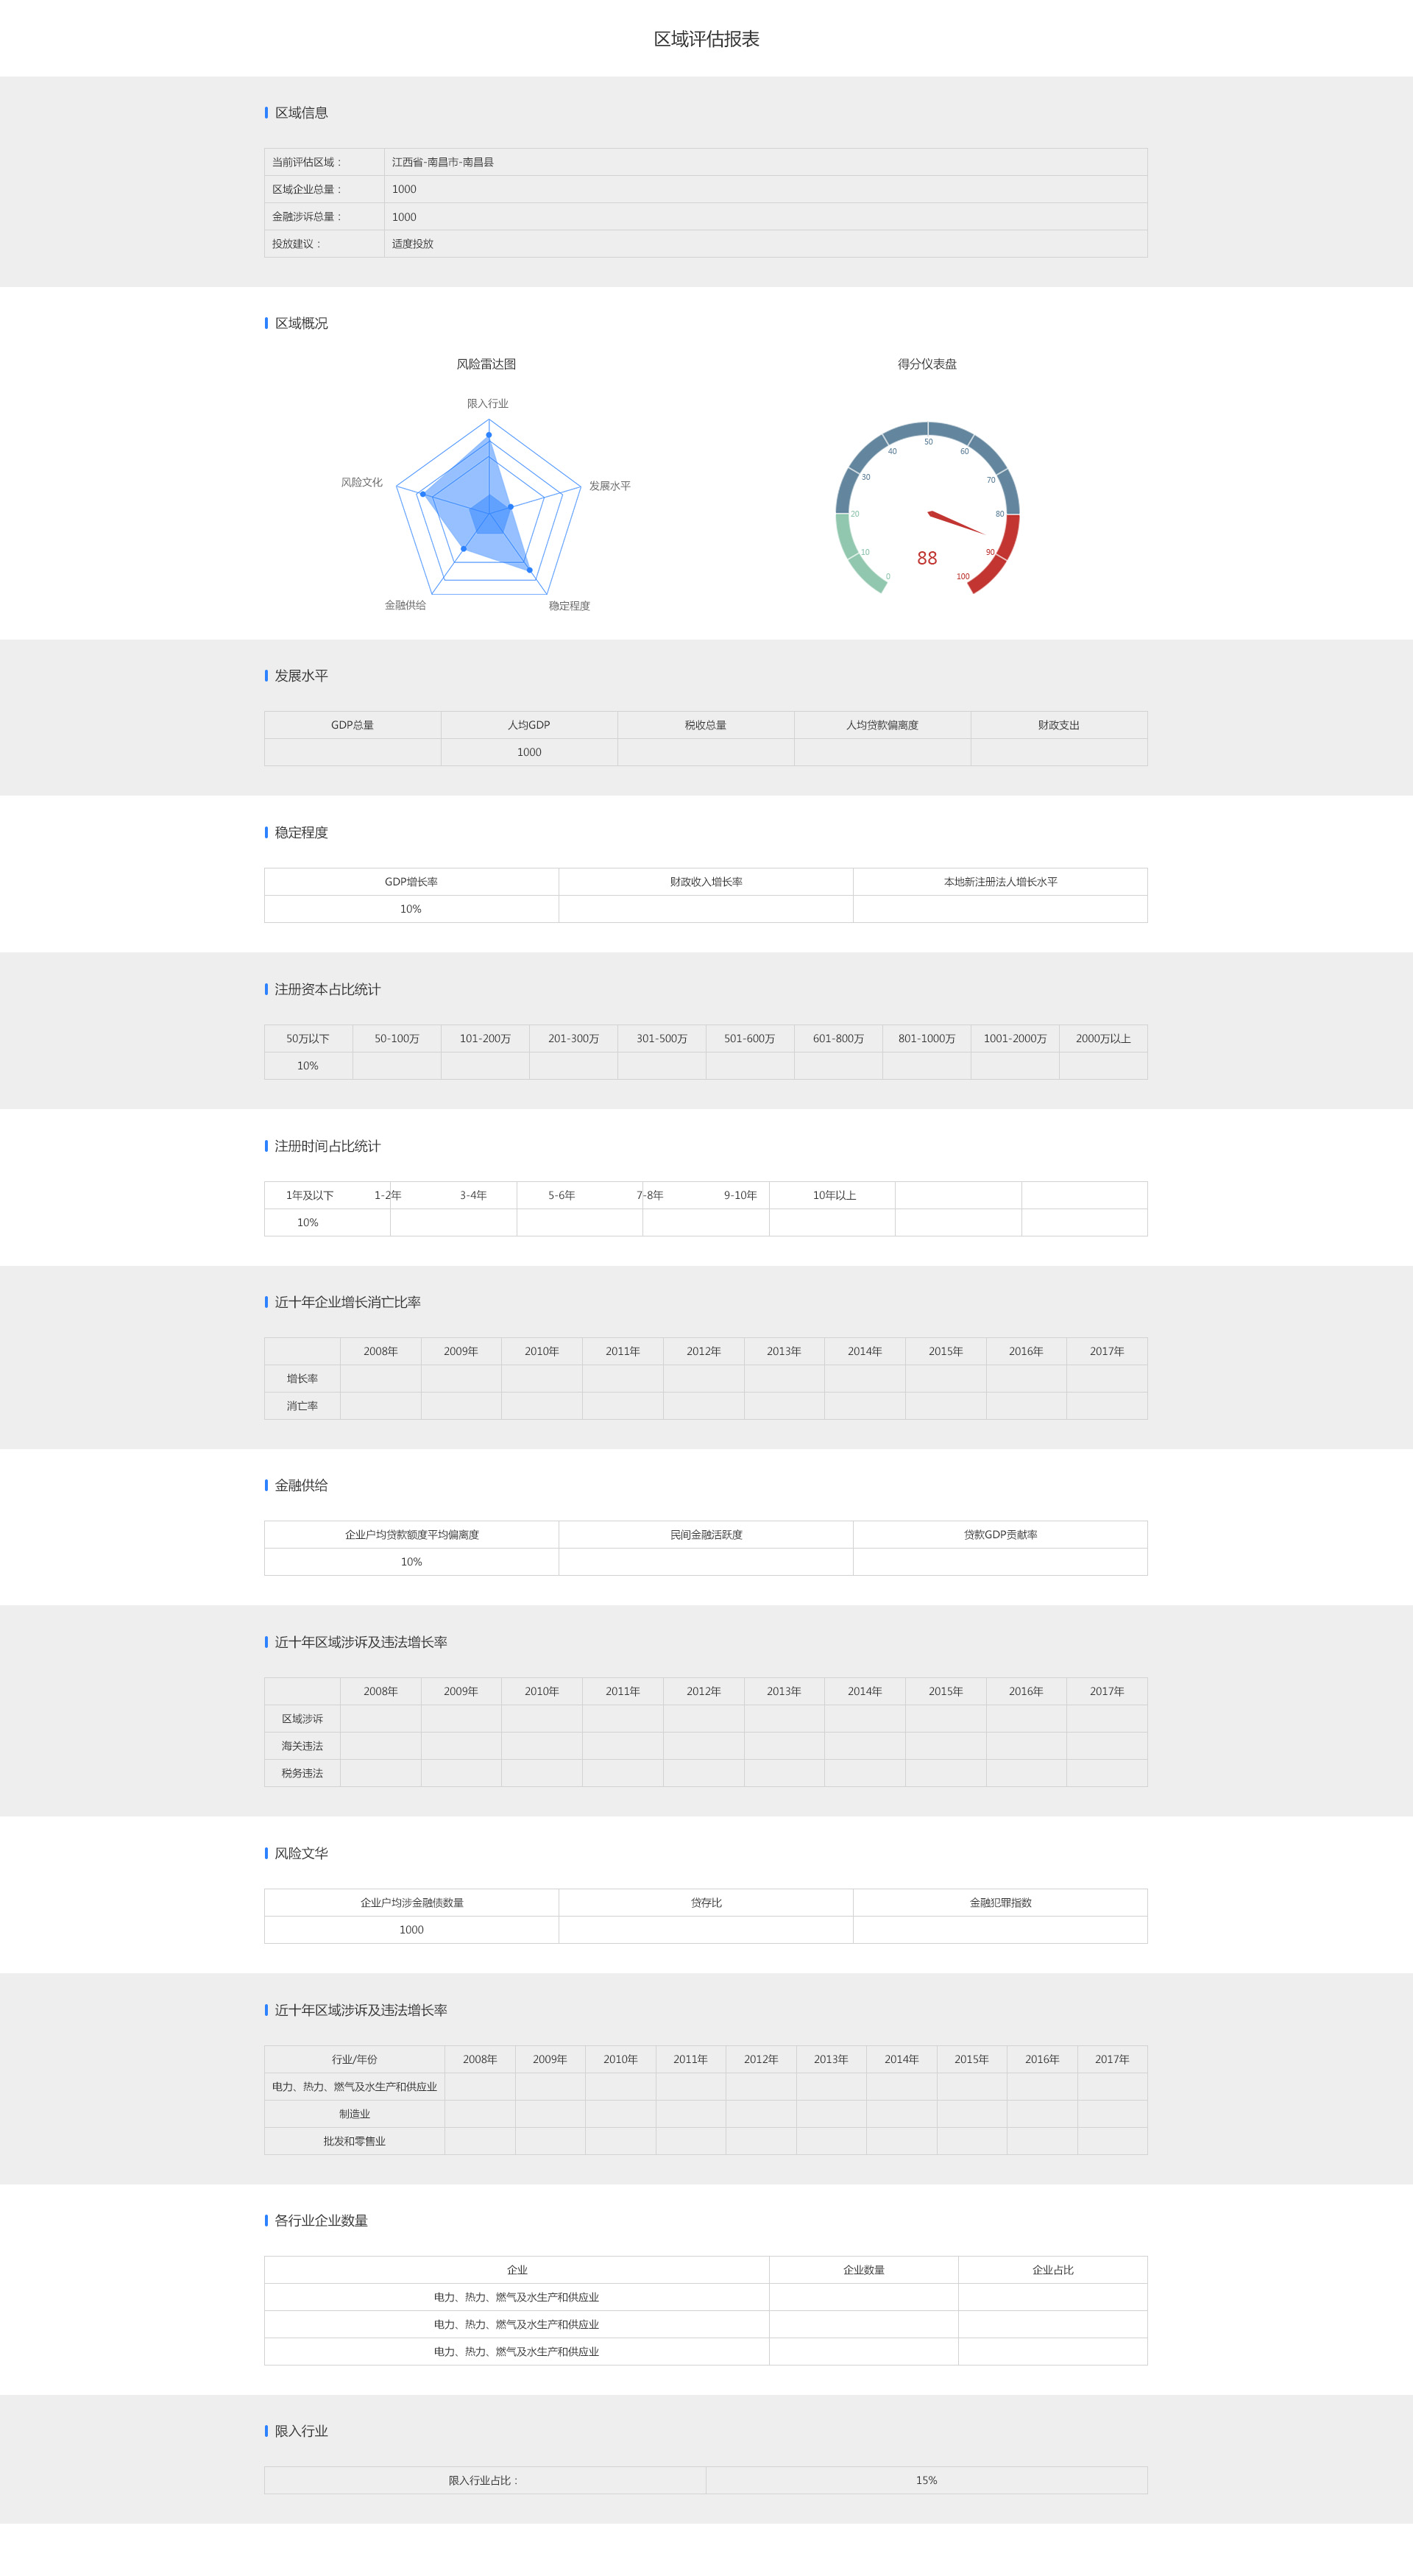 区域评估报表
区域信息
当前评估区域： 江西省-南昌市-南昌县
区域企业总量： 1000
金融涉诉总量： 1000
投放建议： 适度投放
区域概况
风险雷达图
限入行业
发展水平
风险文化
金融供给
稳定程度
得分仪表盘
50
40 60
30 70
20 80
10 90
0 100
88
发展水平
GDP总量 人均GDP 税收总量 人均贷款偏离度 财政支出
1000
稳定程度
GDP增长率 财政收入增长率 本地新注册法人增长水平
10%
注册资本占比统计
50万以下 50-100万 101-200万 201-300万 301-500万 501-600万 601-800万 801-1000万 1001-2000万 2000万以上
10%
注册时间占比统计
1年及以下 1-2年 3-4年 5-6年 7-8年 9-10年 10年以上
10%
近十年企业增长消亡比率
2008年 2009年 2010年 2011年 2012年 2013年 2014年 2015年 2016年 2017年
增长率
消亡率
金融供给
企业户均贷款额度平均偏离度 民间金融活跃度 贷款GDP贡献率
10%
近十年区域涉诉及违法增长率
2008年 2009年 2010年 2011年 2012年 2013年 2014年 2015年 2016年 2017年
区域涉诉
海关违法
税务违法
风险文华
企业户均涉金融债数量 贷存比 金融犯罪指数
1000
近十年区域涉诉及违法增长率
行业/年份 2008年 2009年 2010年 2011年 2012年 2013年 2014年 2015年 2016年 2017年
电力、热力、燃气及水生产和供应业
制造业
批发和零售业
各行业企业数量
企业 企业数量 企业占比
电力、热力、燃气及水生产和供应业
电力、热力、燃气及水生产和供应业
电力、热力、燃气及水生产和供应业
限入行业
限入行业占比： 15%